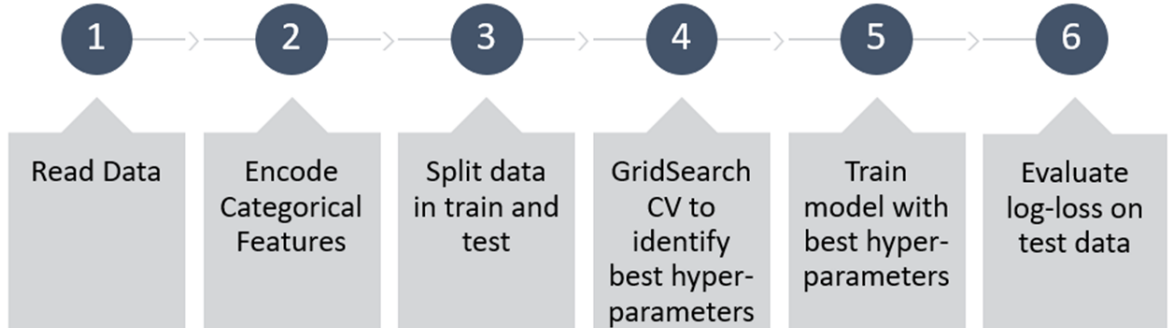 1
2
3
4
5
6
Read Data
Encode
Categorical
Features
Split data
in train and
test
GridSearch
CV to
identify
best hyper-
parameters
Train
model with
best hyper-
parameters
Evaluate
log-loss on
test data